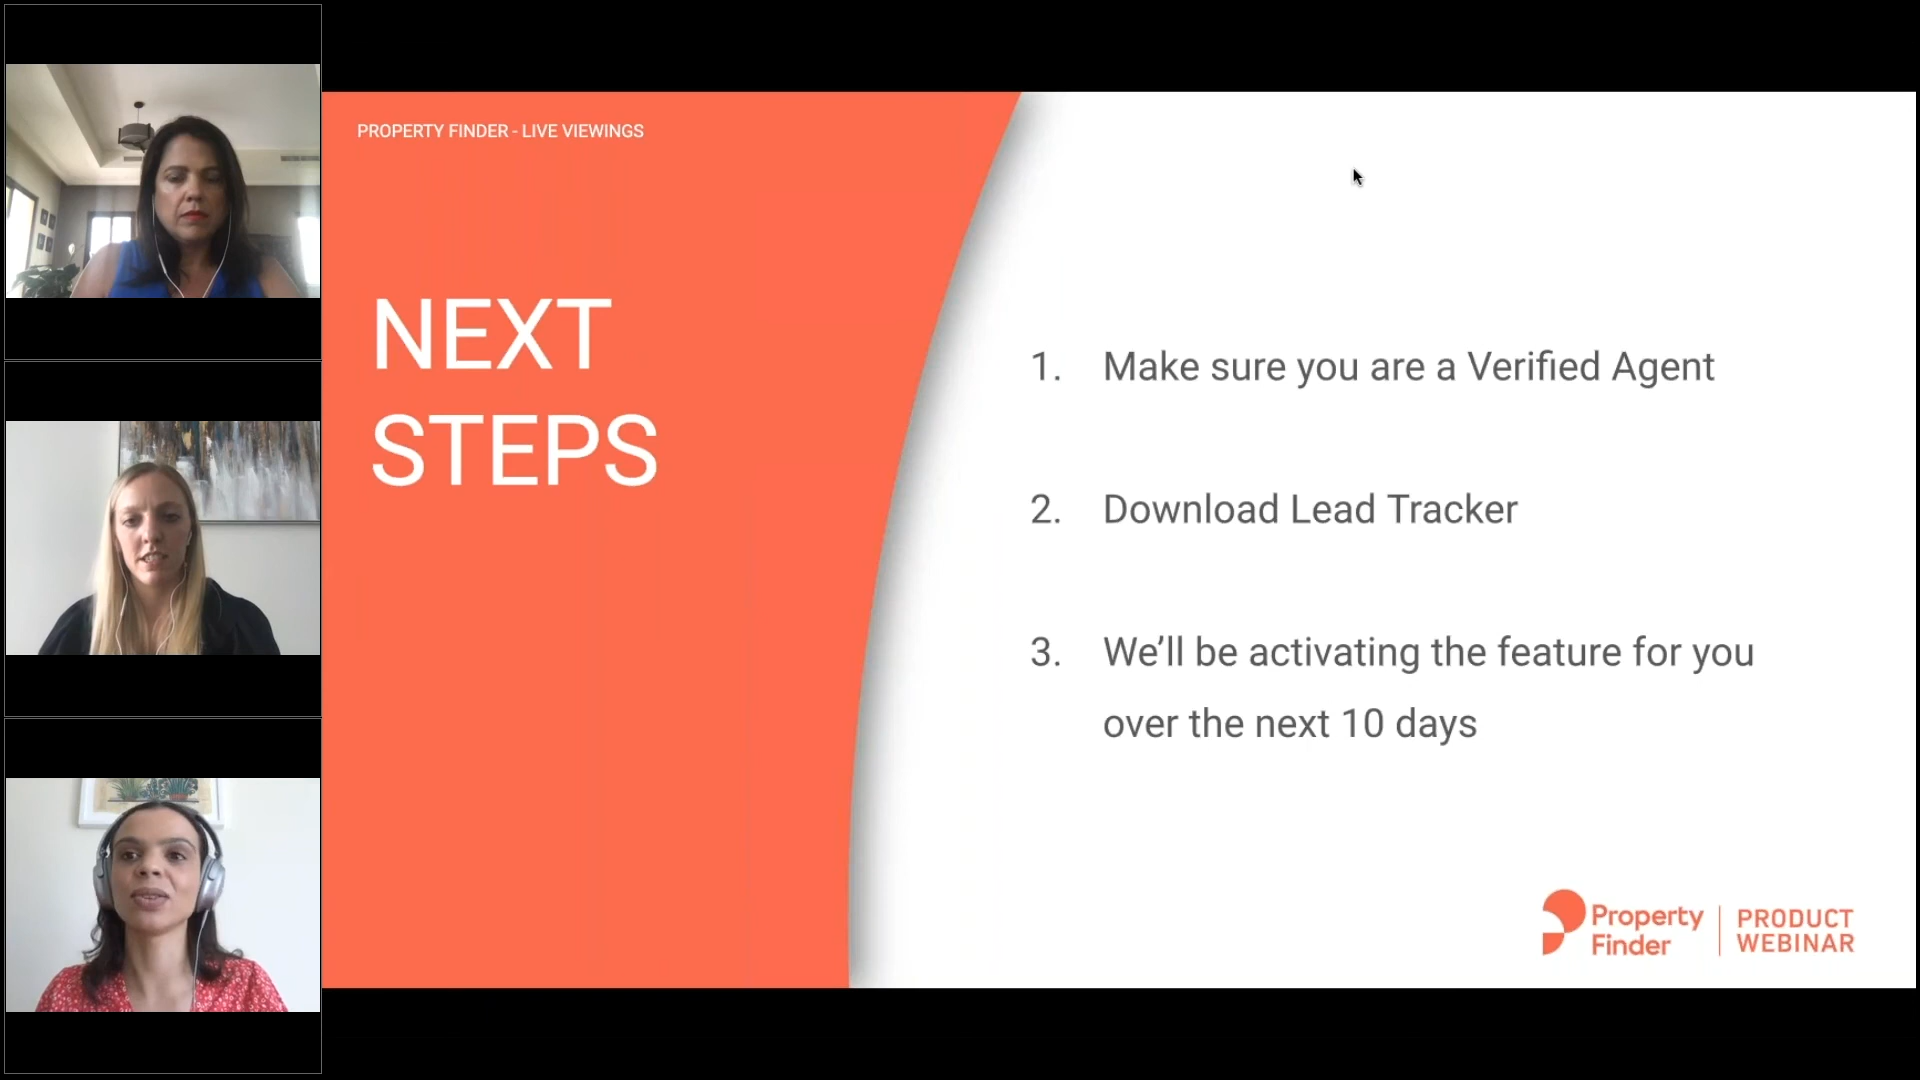 PROPERTY FINDER - LIVE VIEWINGS
NEXT
STEPS
1. Make sure you are a Verified Agent
2. Download Lead Tracker
3. We’ll be activating the feature for you
over the next 10 days
Property
Finder
PRODUCT
WEBINAR